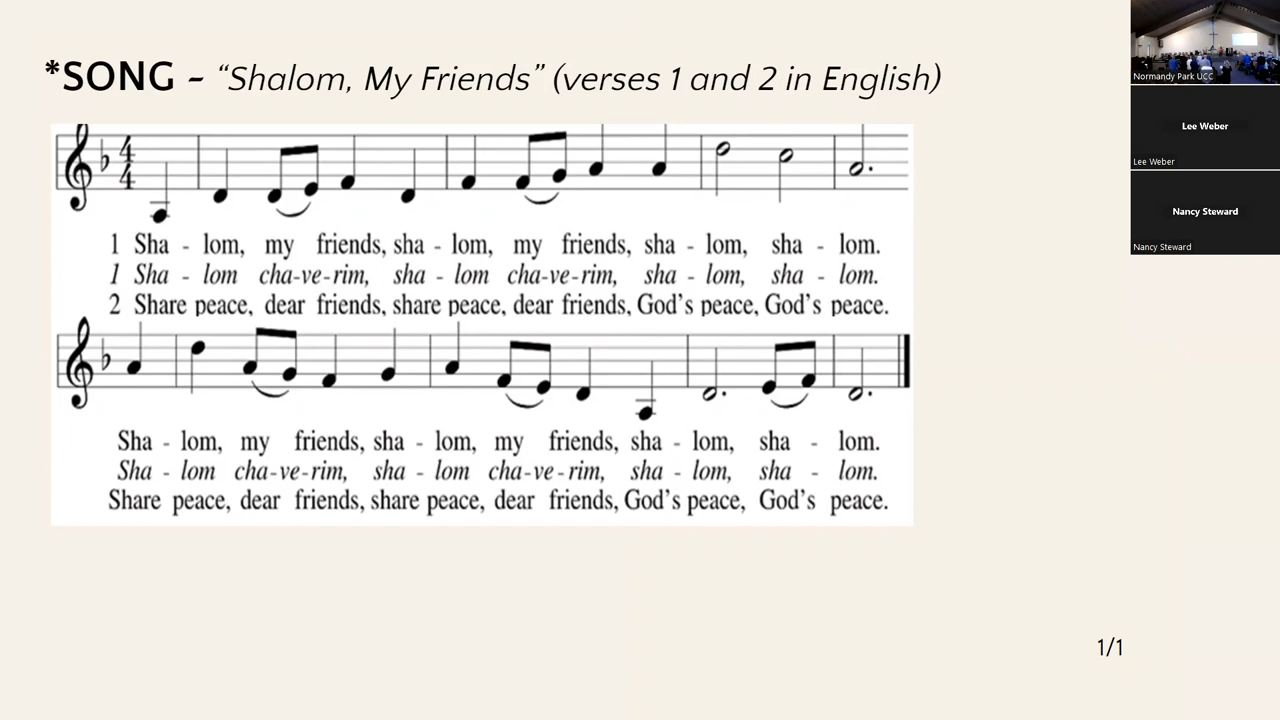 *SONG - “Shalom, My Friends” (verses 1 and 2 in English)
4
4
1 Sha - lom, my friends, sha - lom, my friends, sha - lom, sha - lom.
1 Sha - lom cha-ve-rim, sha - lom cha-ve-rim, sha - lom, sha - lom.
2 Share peace, dear friends, share peace, dear friends, God's peace, God's peace.
Sha - lom, my friends, sha - lom, my friends, sha - lom, sha - lom.
Sha - lom cha-ve-rim, sha - lom cha-ve-rim, sha - lom, sha - lom.
Share peace, dear friends, share peace, dear friends, God's peace, God's peace.
1/1
Normandy Park UCC
Lee Weber
Lee Weber
Nancy Steward
Nancy Steward